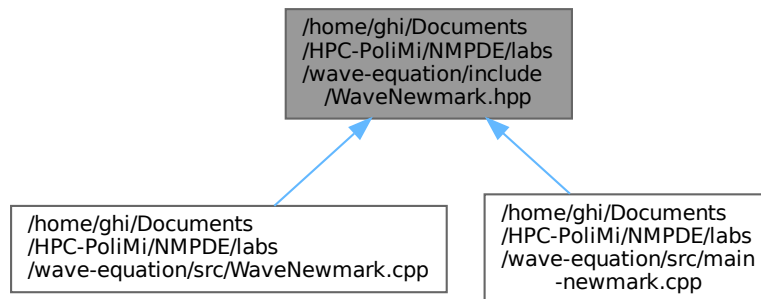 /home/ghi/Documents
/HPC-PoliMi/NMPDE/labs
/wave-equation/include
/WaveNewmark.hpp
/home/ghi/Documents
/HPC-PoliMi/NMPDE/labs
/wave-equation/src/WaveNewmark.cpp
/home/ghi/Documents
/HPC-PoliMi/NMPDE/labs
/wave-equation/src/main
-newmark.cpp